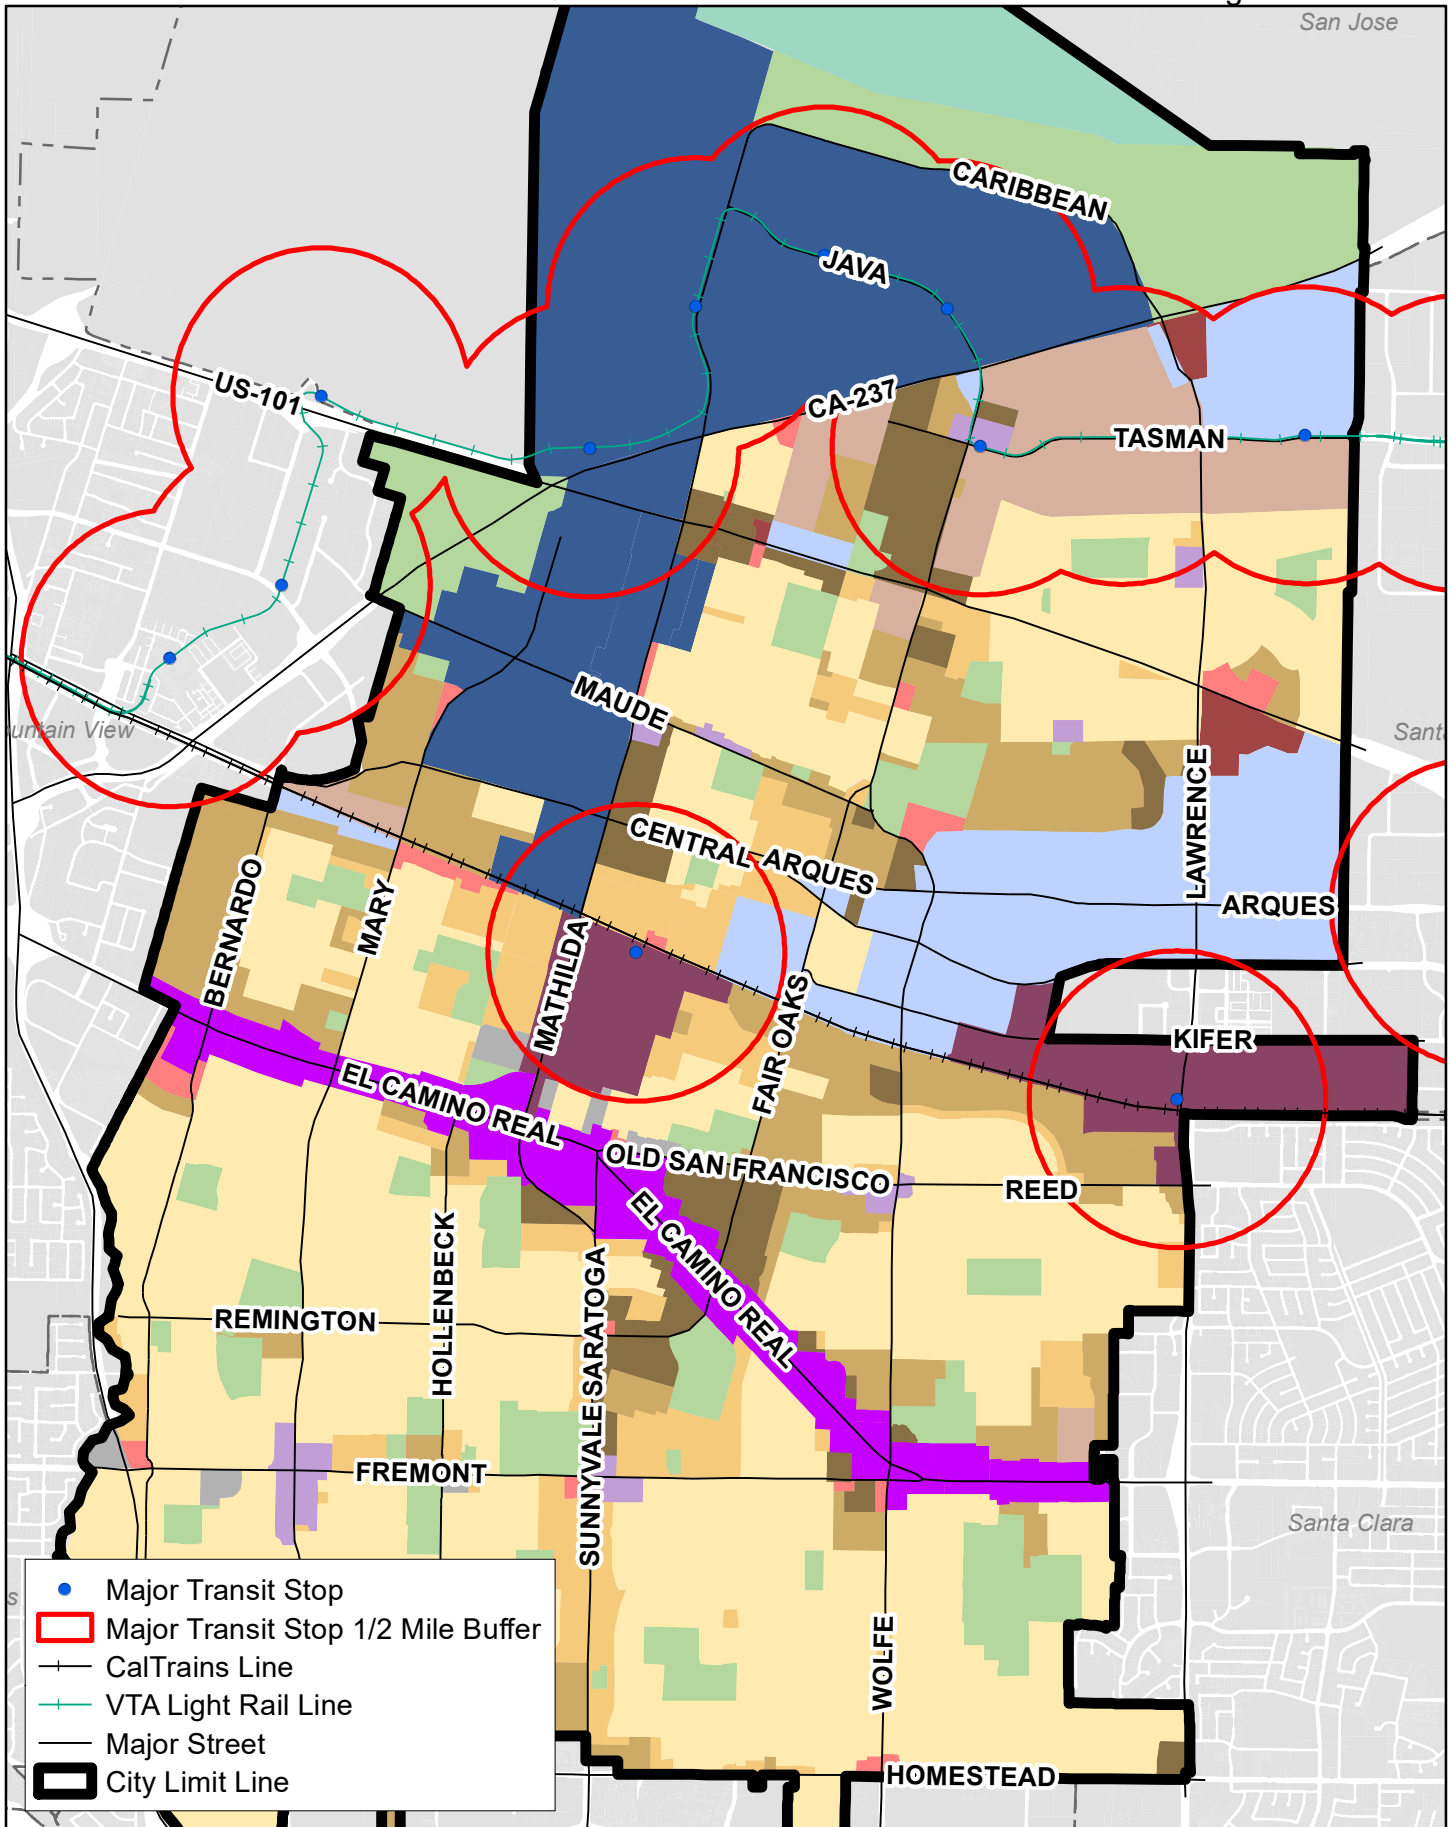 San Jose
CARIBBEAN
JAVA
US-101
CA-237
TASMAN
MAUDE
untain View
Santa
CENTRAL
ARQUES
LAWRENCE
ARQUES
BERNARDO
MARY
MATHILDA
FAIR OAKS
KIFER
EL CAMINO REAL
OLD SAN FRANCISCO
REED
EL CAMINO REAL
HOLLENBECK
SUNNYVALE SARATOGA
REMINGTON
FREMONT
Santa Clara
WOLFE
HOMESTEAD
Major Transit Stop
Major Transit Stop 1/2 Mile Buffer
CalTrains Line
VTA Light Rail Line
Major Street
City Limit Line